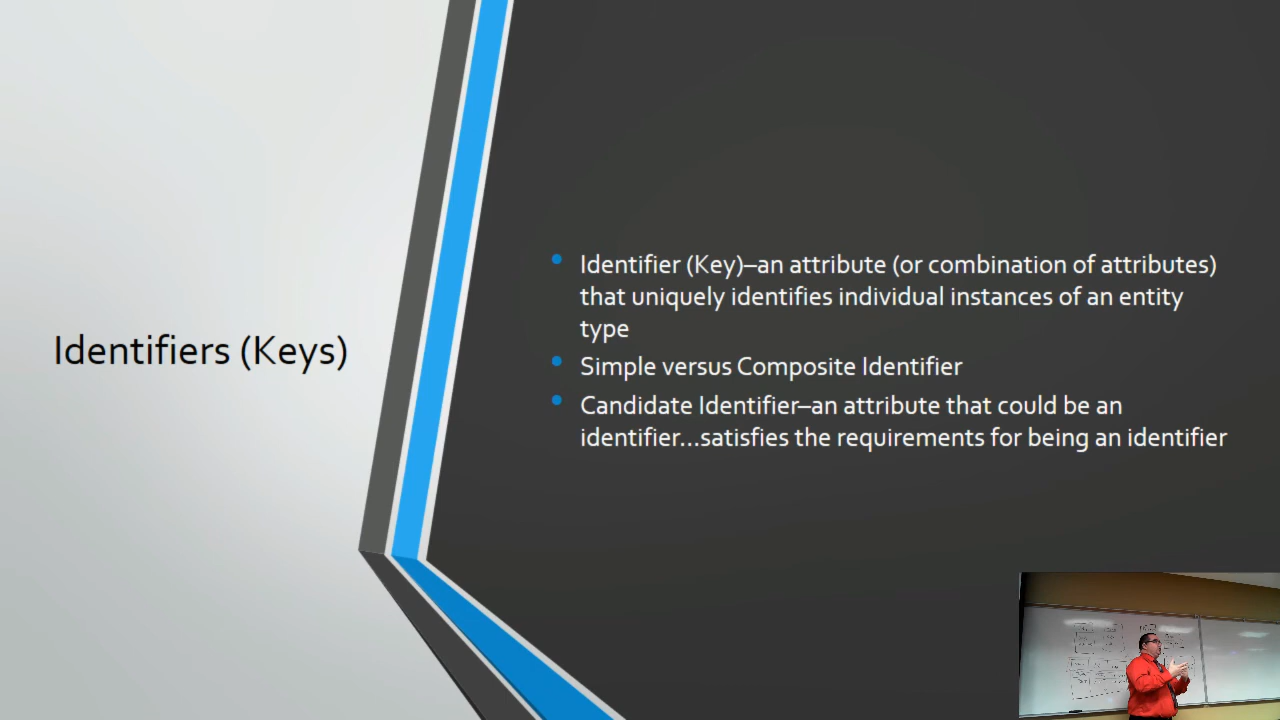 Identifiers (Keys)
Identifier (Key)–an attribute (or combination of attributes)
that uniquely identifies individual instances of an entity
type
Simple versus Composite Identifier
Candidate Identifier–an attribute that could be an
identifier...satisfies the requirements for being an identifier